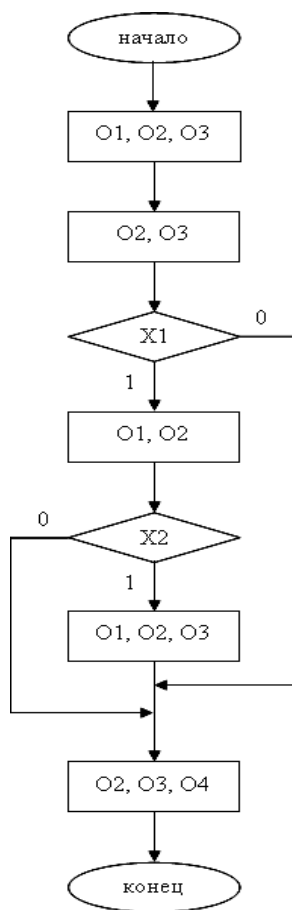 начало
O1, O2, O3
O2, O3
0
X1
1
O1, O2
0
X2
1
O1, O2, O3
O2, O3, O4
конец